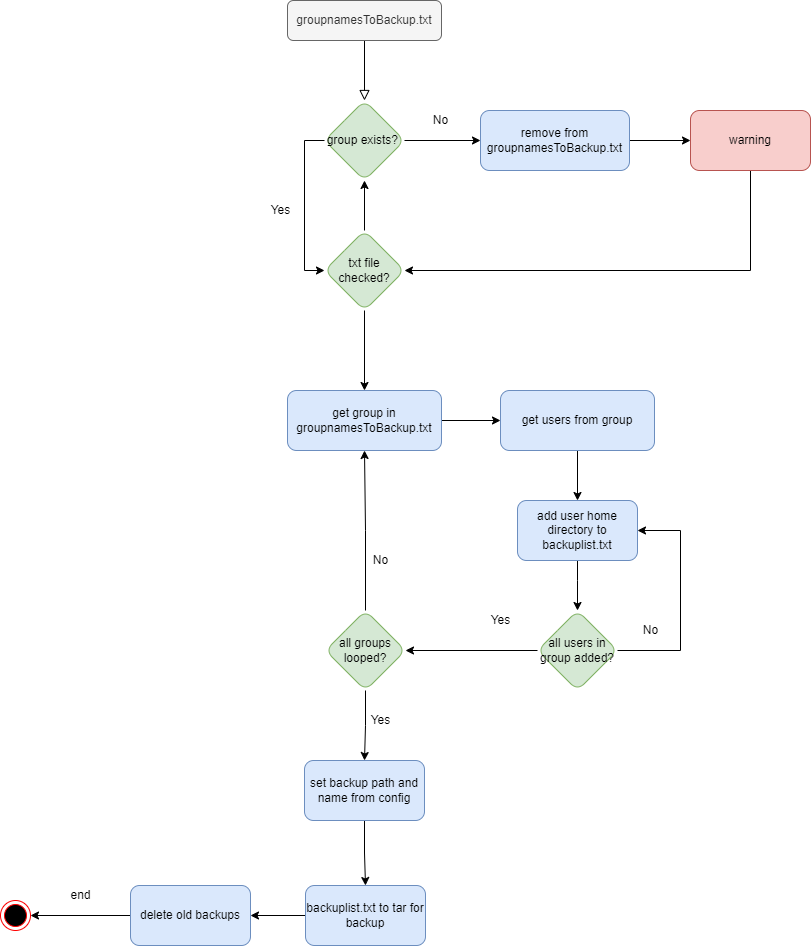 groupnamesToBackup.txt
group exists?
No
remove from
groupnamesToBackup.txt
warning
Yes
txt file
checked?
get group in
groupnamesToBackup.txt
get users from group
add user home
directory to
backuplist.txt
No
all groups
looped?
Yes
all users in
group added?
No
Yes
set backup path and
name from config
end
delete old backups
backuplist.txt to tar for
backup